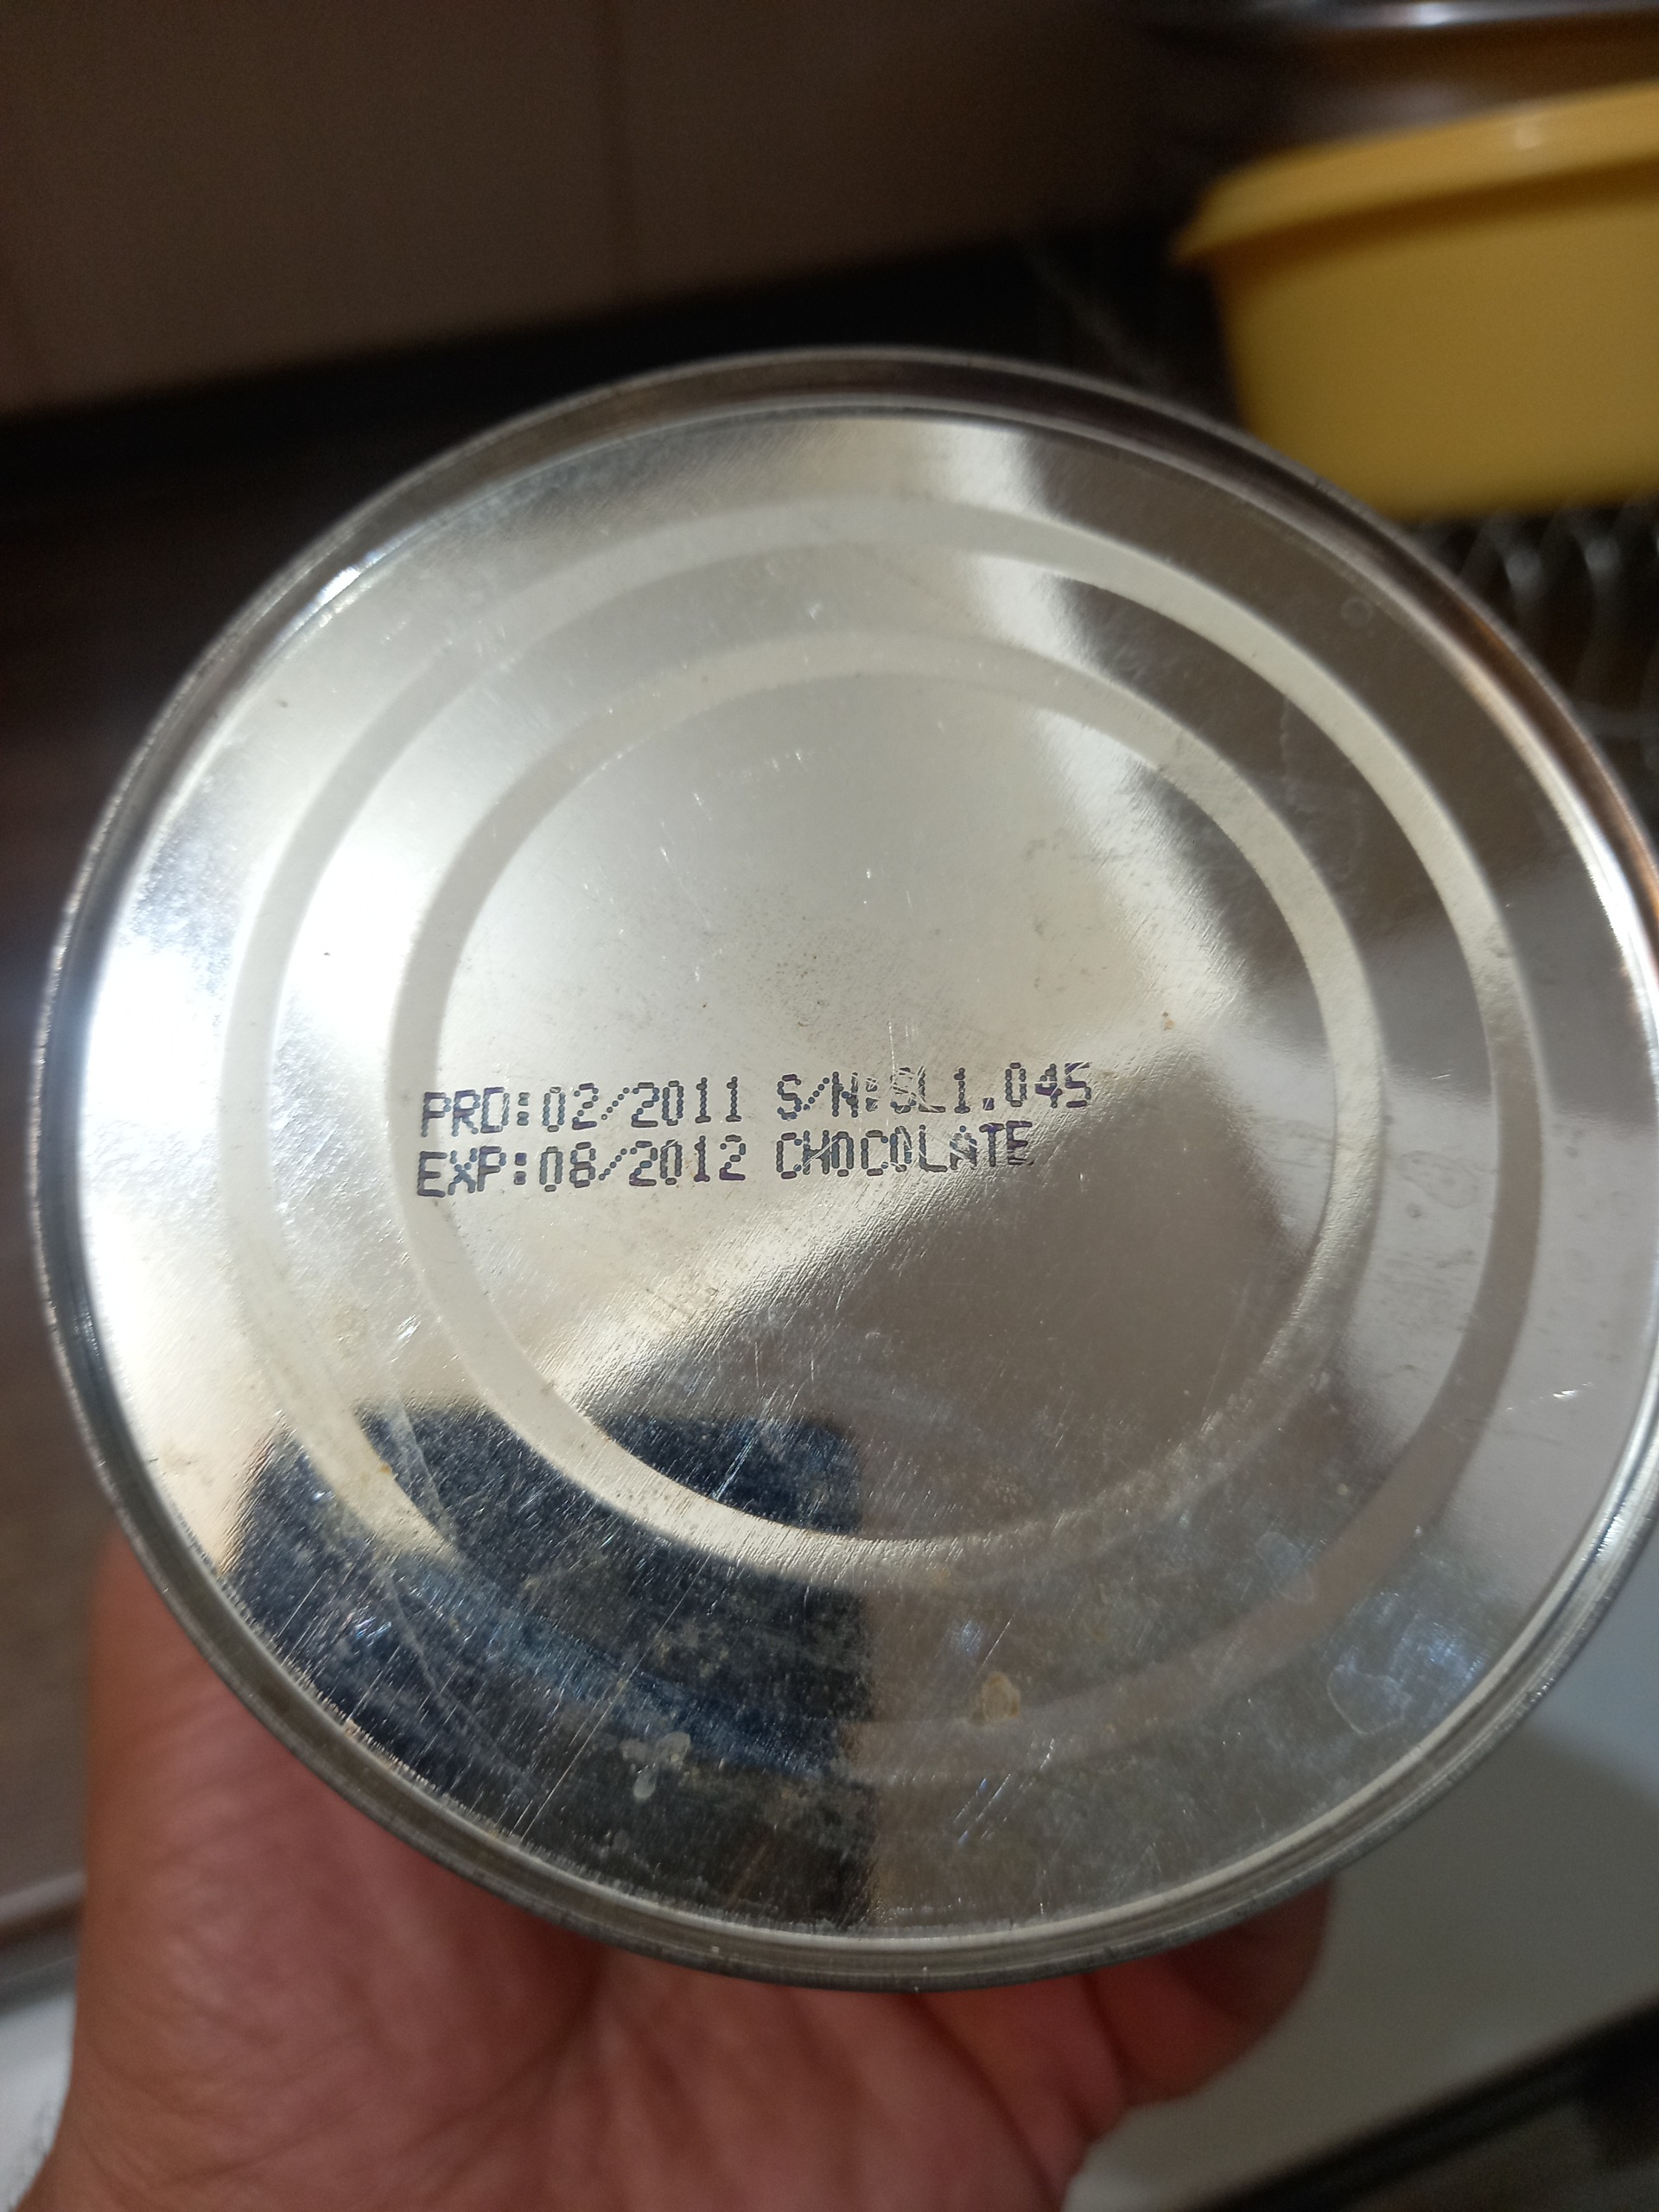 PRD:02/2011 S/N:SL1.045
EXP:08/2012 CHOCOLATE